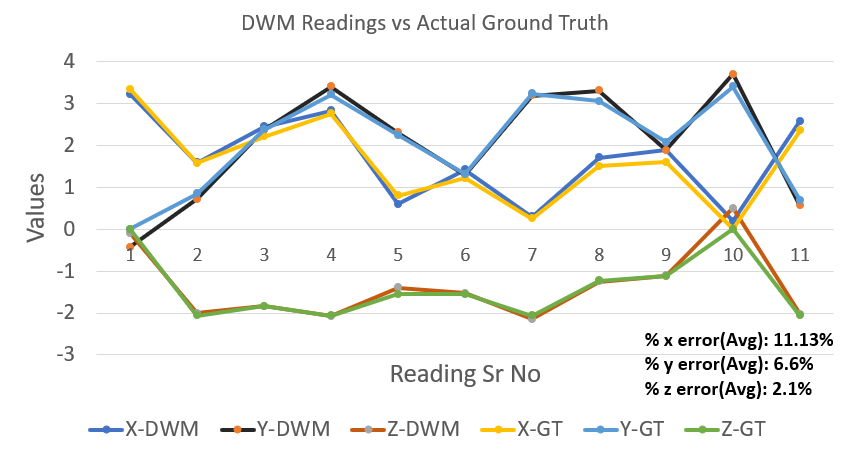 DWM Readings vs Actual Ground Truth
4
3
2
1
0
-1
-2
-3
Values
1 2 3 4 5 6 7 8 9 10 11
Reading Sr No
% x error(Avg): 11.13%
% y error(Avg): 6.6%
% z error(Avg): 2.1%
X-DWM Y-DWM Z-DWM X-GT Y-GT Z-GT